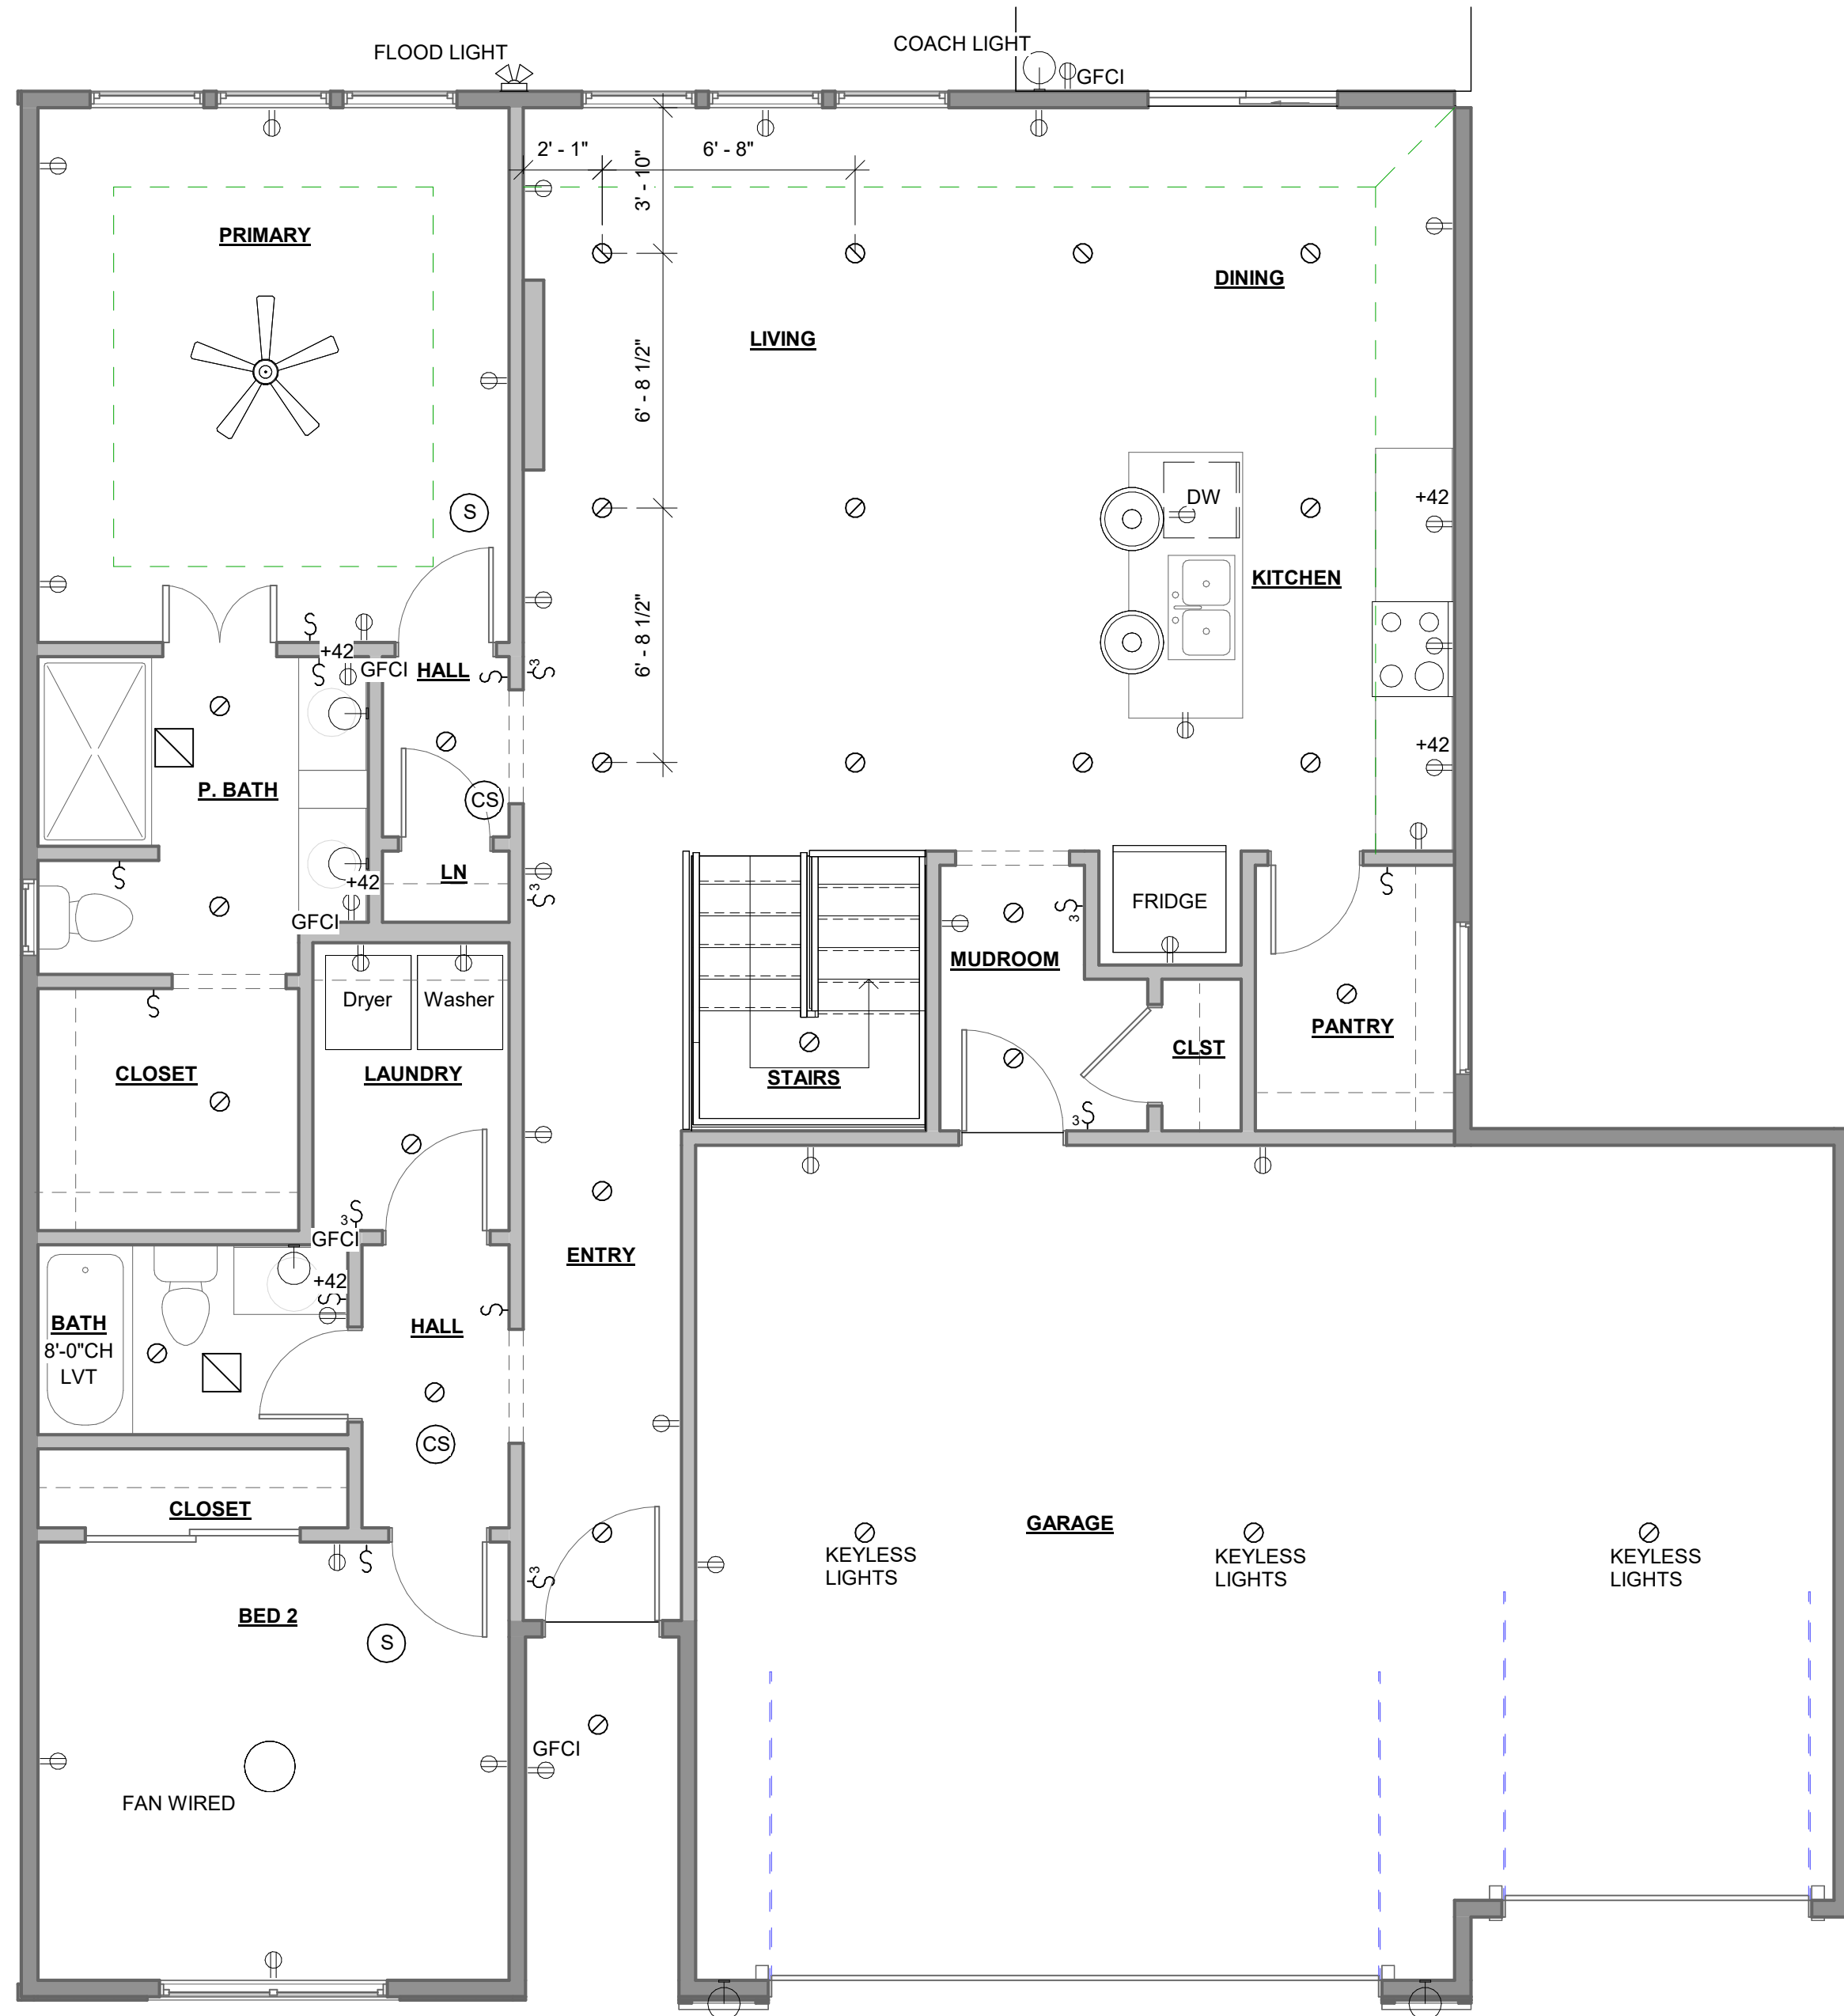 FLOOD LIGHT
COACH LIGHT
GFCI
2' - 1"
6' - 8"
3' - 10"
PRIMARY
DINING
LIVING
6' - 8 1/2"
S
DW
+42
KITCHEN
6' - 8 1/2"
+42
GFCI
HALL
3
+42
P. BATH
CS
LN
+42
GFCI
3
FRIDGE
3
MUDROOM
Dryer
Washer
PANTRY
CLST
CLOSET
LAUNDRY
STAIRS
3
3
GFCI
ENTRY
+42
BATH
8'-0"CH
LVT
HALL
CS
CLOSET
GARAGE
KEYLESS
LIGHTS
KEYLESS
LIGHTS
KEYLESS
LIGHTS
3
BED 2
S
GFCI
FAN WIRED